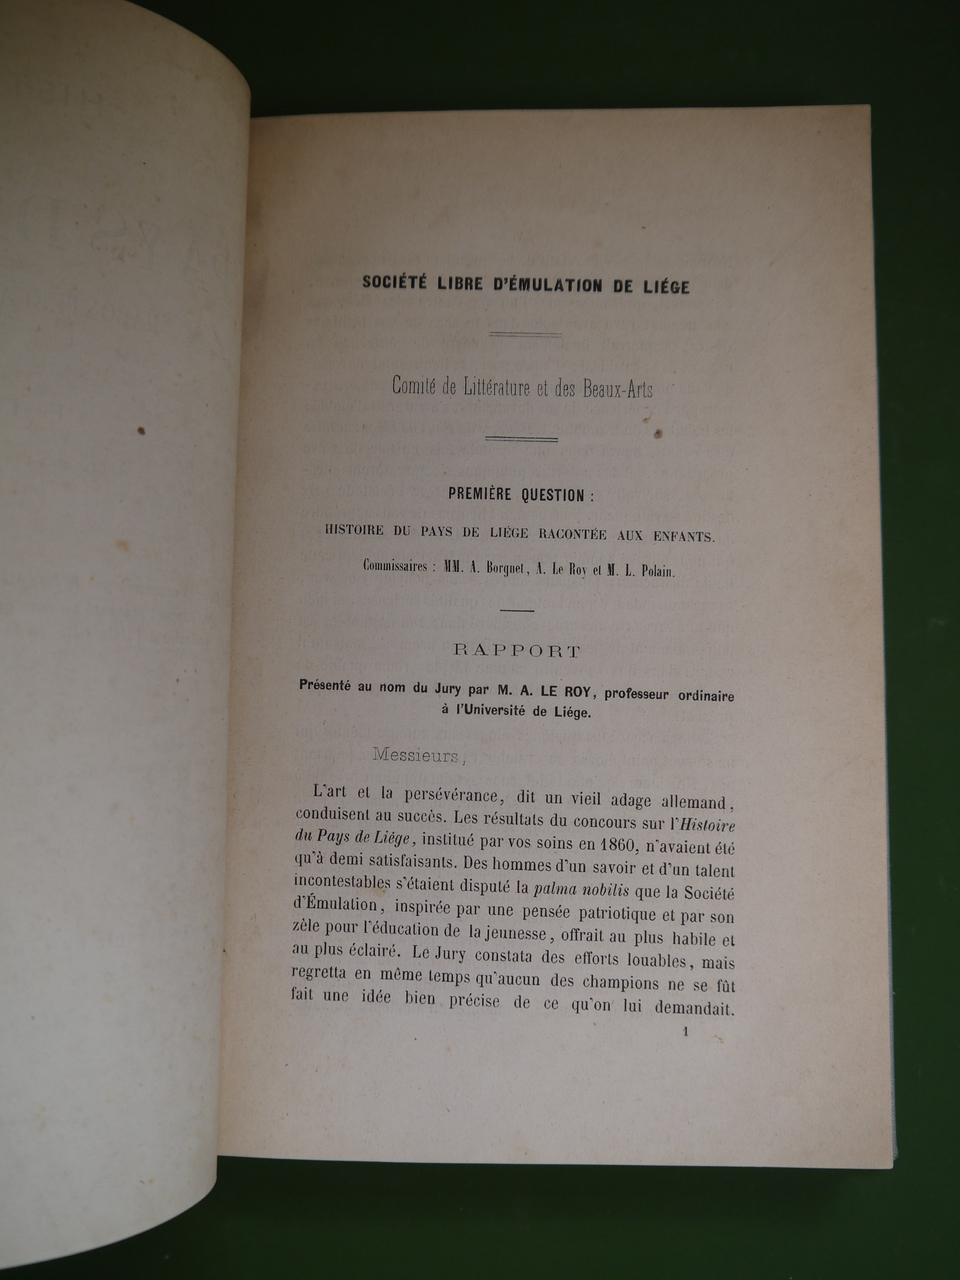 SOCIÉTÉ LIBRE D'ÉMULATION DE LIÉGE
Comité de Littérature et des Beaux-Arts
PREMIÈRE QUESTION :
HISTOIRE DU PAYS DE LIÉGE RACONTÉE AUX ENFANTS.
Commissaires : MM. A. Borgnet, A. Le Roy et M. L. Polain.
RAPPORT
Présenté au nom du Jury par M. A. LE ROY, professeur ordinaire
à l'Université de Liége.
Messieurs,
L'art et la persévérance, dit un vieil adage allemand,
conduisent au succès. Les résultats du concours sur l'Histoire
du Pays de Liége, institué par vos soins en 1860, n'avaient été
qu'à demi satisfaisants. Des hommes d'un savoir et d'un talent
incontestables s'étaient disputé la palma nobilis que la Société
d'Émulation, inspirée par une pensée patriotique et par son
zèle pour l'éducation de la jeunesse, offrait au plus habile et
au plus éclairé. Le Jury constata des efforts louables, mais
regretta en même temps qu'aucun des champions ne se fût
fait une idée bien précise de ce qu'on lui demandait.
1